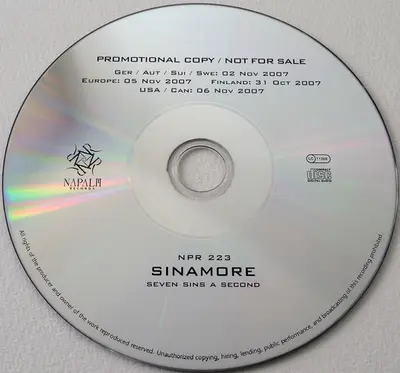 PROMOTIONAL COPY / NOT FOR SALE
GER / AUT / SUI / SWE: 02 NOV 2007
EUROPE: 05 NOV 2007 FINLAND: 31 OCT 2007
USA / CAN: 06 NOV 2007
NAPALM
RECORDS
COMPACT
disc
DIGITAL AUDIO
NPR 223
SINAMORE
SEVEN SINS A SECOND
All rights of the producer and owner of the work reproduced reserved. Unauthorized copying, hiring, lending, public performance, and broadcasting of this record prohibited.